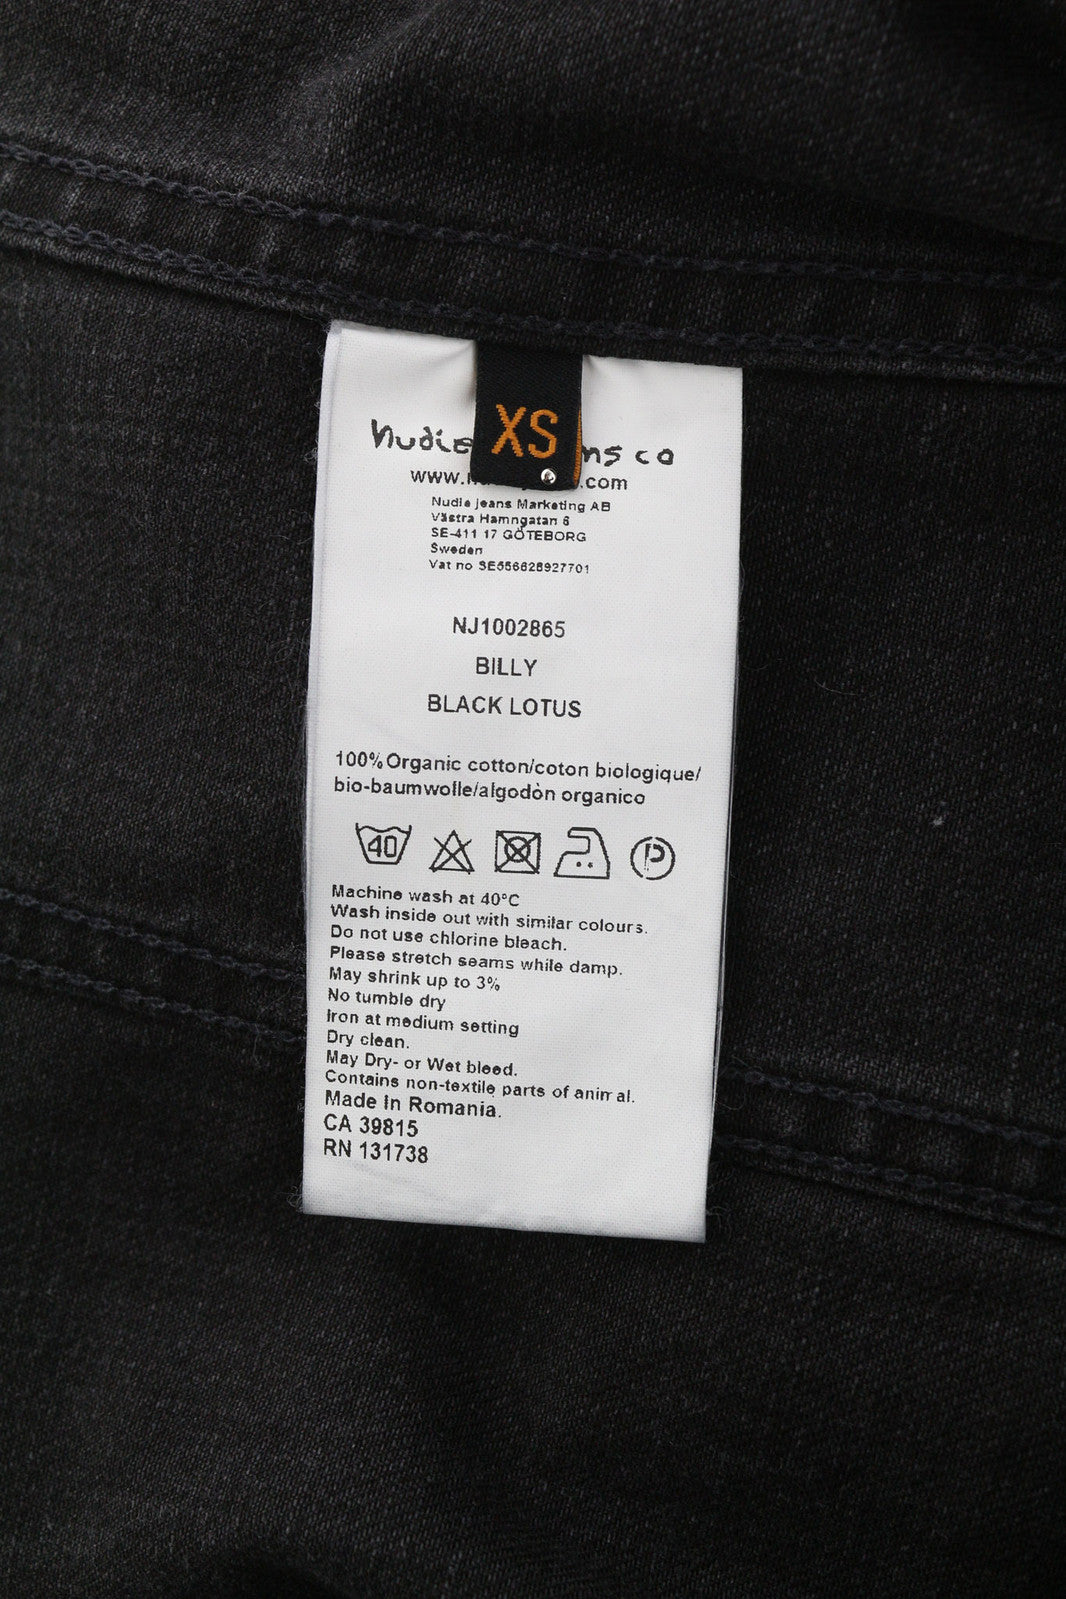 XS
nudie ns co
www. .com
Nudie jeans Marketing AB
Västra Hamngatan 6
SE-411 17 GÖTEBORG
Sweden
Vat no SE556628927701
NJ1002865
BILLY
BLACK LOTUS
100%Organic cotton/coton biologique/
bio-baumwolle/algodòn organico
40 P
Machine wash at 40°C
Wash inside out with similar colours.
Do not use chlorine bleach.
Please stretch seams while damp.
May shrink up to 3%
No tumble dry
Iron at medium setting
Dry clean.
May Dry- or Wet bleed.
Contains non-textile parts of animal.
Made In Romania.
CA 39815
RN 131738